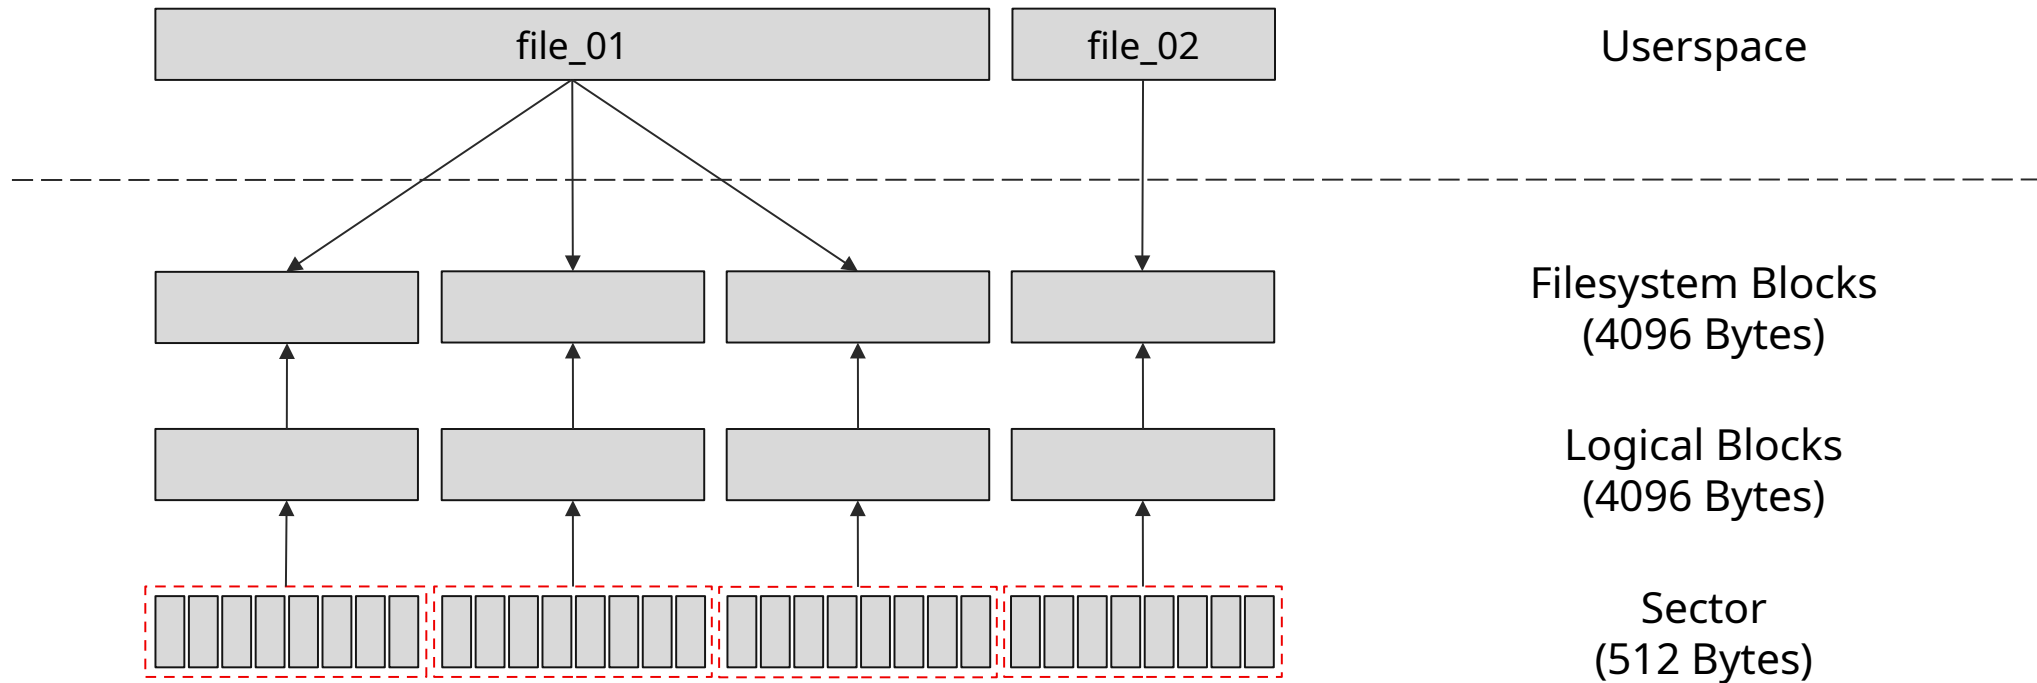 file_01
file_02
Userspace
Filesystem Blocks
(4096 Bytes)
Logical Blocks
(4096 Bytes)
Sector
(512 Bytes)